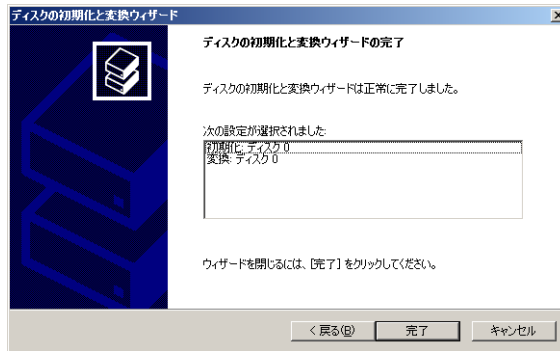 ディスクの初期化と変換ウィザード
ディスクの初期化と変換ウィザードの完了
ディスクの初期化と変換ウィザードは正常に完了しました。
次の設定が選択されました:
初期化: ディスク 0
変換: ディスク 0
ウィザードを閉じるには、[完了] をクリックしてください。
< 戻る(B)
完了
キャンセル